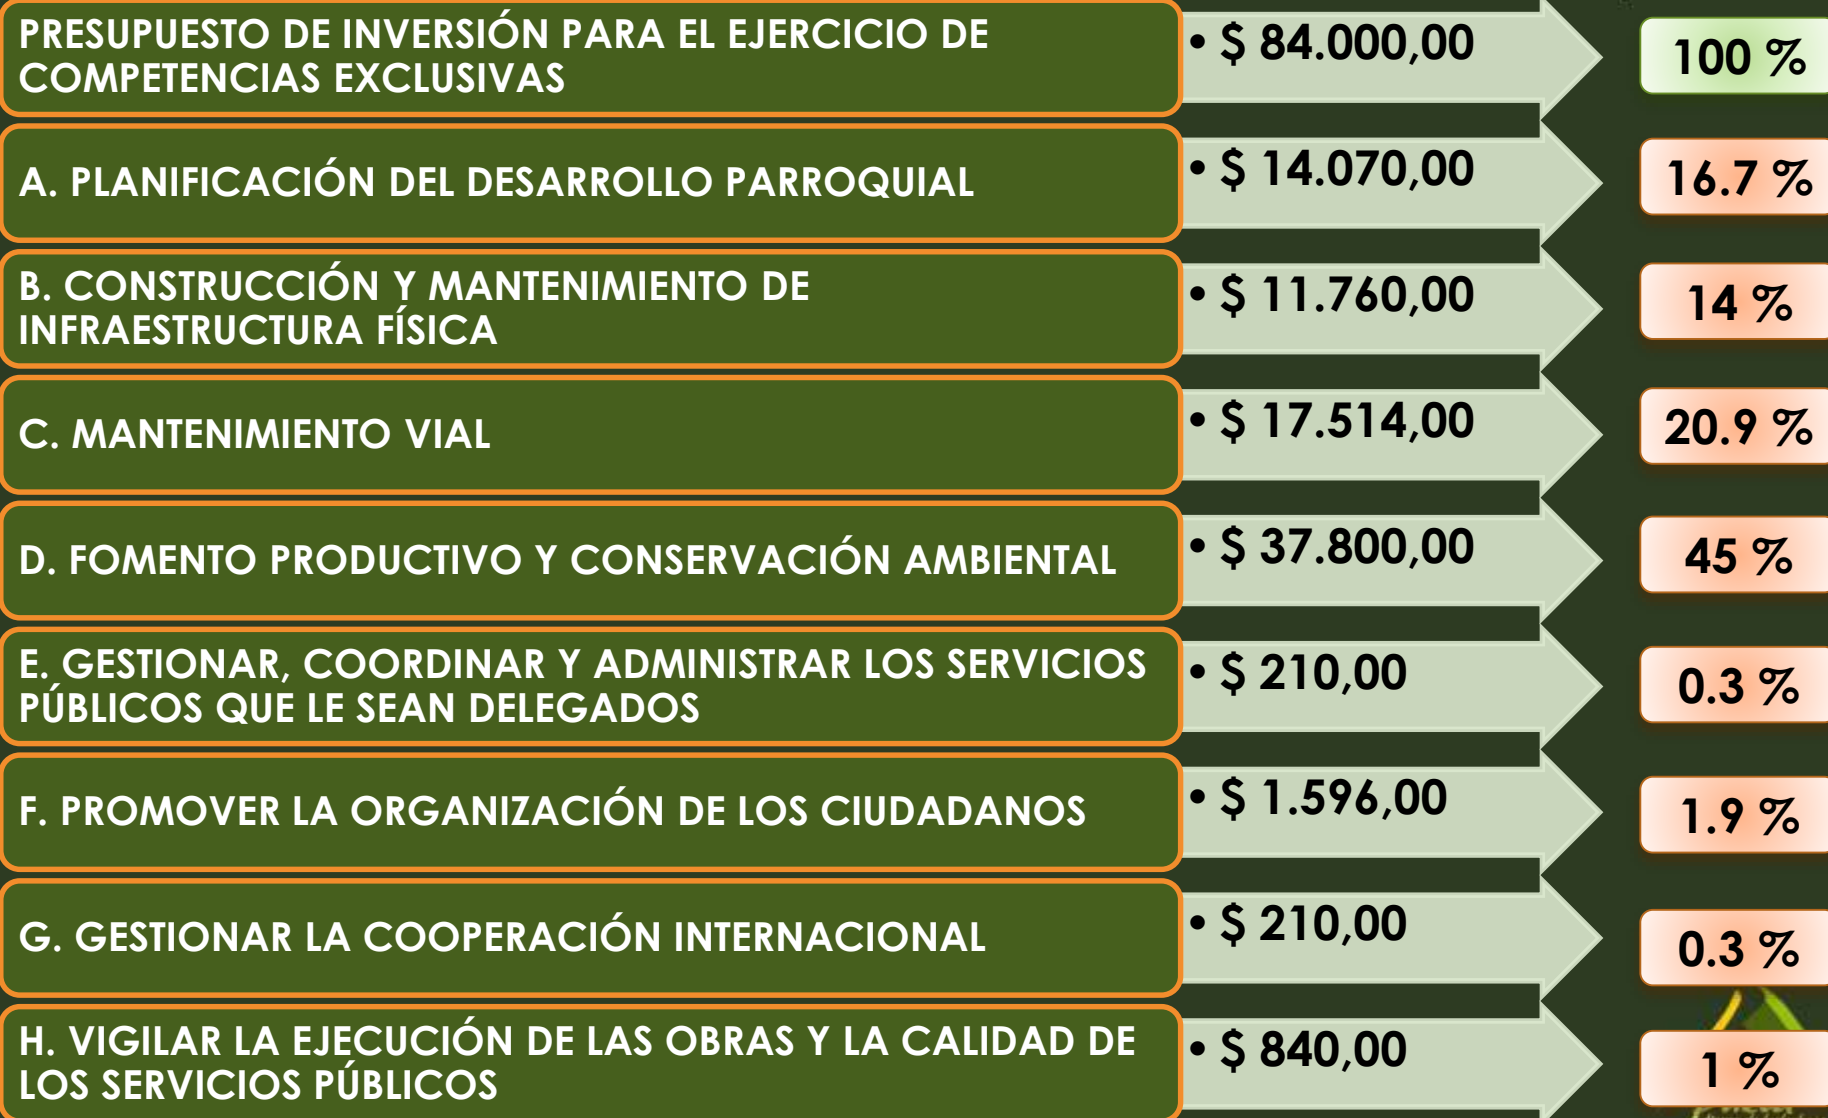 PRESUPUESTO DE INVERSIÓN PARA EL EJERCICIO DE
COMPETENCIAS EXCLUSIVAS
• $ 84.000,00
100 %
A. PLANIFICACIÓN DEL DESARROLLO PARROQUIAL
• $ 14.070,00
16.7 %
B. CONSTRUCCIÓN Y MANTENIMIENTO DE
INFRAESTRUCTURA FÍSICA
• $ 11.760,00
14 %
C. MANTENIMIENTO VIAL
• $ 17.514,00
20.9 %
D. FOMENTO PRODUCTIVO Y CONSERVACIÓN AMBIENTAL
• $ 37.800,00
45 %
E. GESTIONAR, COORDINAR Y ADMINISTRAR LOS SERVICIOS
PÚBLICOS QUE LE SEAN DELEGADOS
• $ 210,00
0.3 %
F. PROMOVER LA ORGANIZACIÓN DE LOS CIUDADANOS
• $ 1.596,00
1.9 %
G. GESTIONAR LA COOPERACIÓN INTERNACIONAL
• $ 210,00
0.3 %
H. VIGILAR LA EJECUCIÓN DE LAS OBRAS Y LA CALIDAD DE
LOS SERVICIOS PÚBLICOS
• $ 840,00
1 %